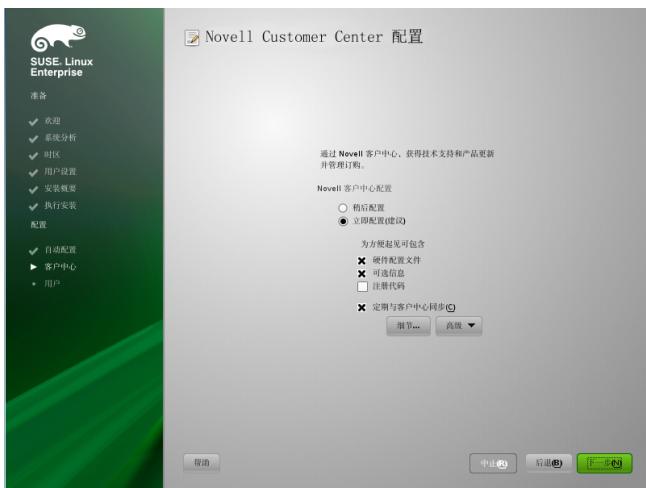 SUSE. Linux
Enterprise
准备
欢迎
系统分析
时区
用户设置
安装概要
执行安装
配置
自动配置
客户中心
用户
Novell Customer Center 配置
通过 Novell 客户中心、获得技术支持和产品更新
并管理订购。
Novell 客户中心配置
稍后配置
立即配置(建议)
为方便起见可包含
硬件配置文件
可选信息
注册代码
定期与客户中心同步(C)
细节...
高级
帮助
中止(R)
后退(B)
下一步(N)